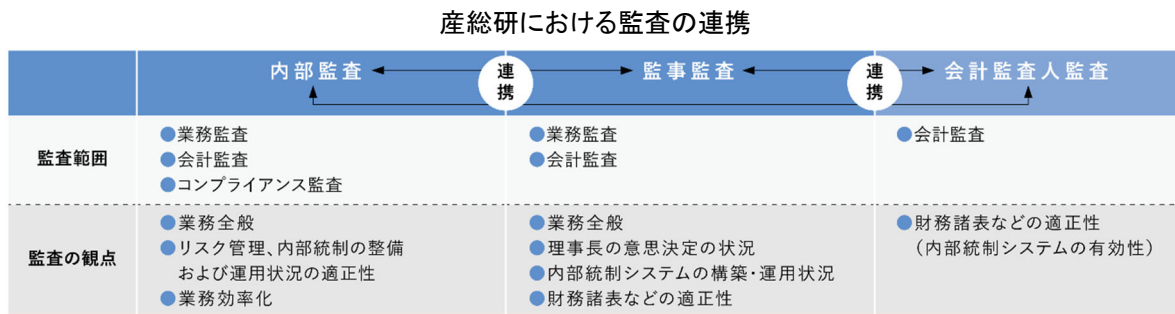 産総研における監査の連携
内部監査 連携 監事監査 連携 会計監査人監査
監査範囲
●業務監査
●会計監査
●コンプライアンス監査
●業務監査
●会計監査
●会計監査
監査の観点
●業務全般
●リスク管理、内部統制の整備
および運用状況の適正性
●業務効率化
●業務全般
●理事長の意思決定の状況
●内部統制システムの構築・運用状況
●財務諸表などの適正性
●財務諸表などの適正性
（内部統制システムの有効性）